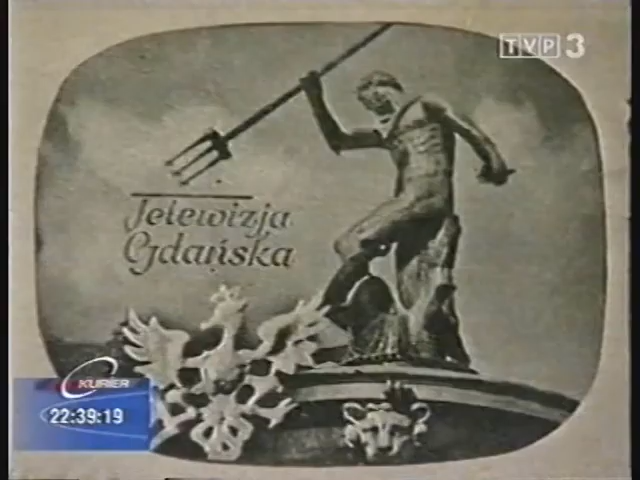 TVP3
Telewizja
Gdańska
KURIER
22:39:19